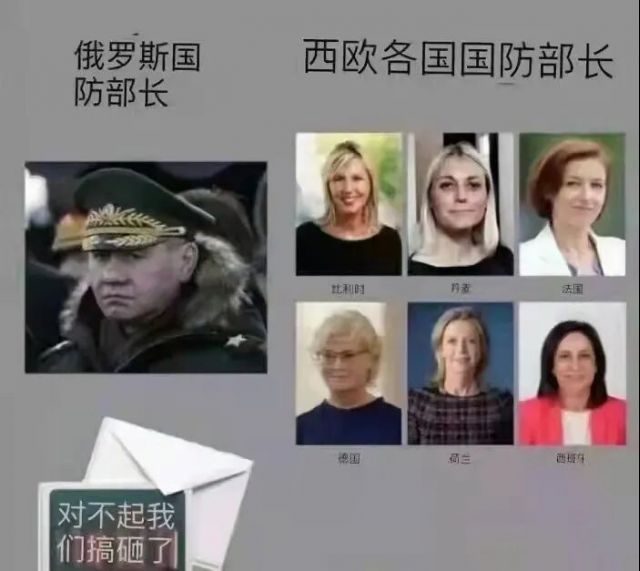 俄罗斯国
防部长
西欧各国国防部长
比利时
丹麦
法国
德国
荷兰
西班牙
对不起我
们搞砸了